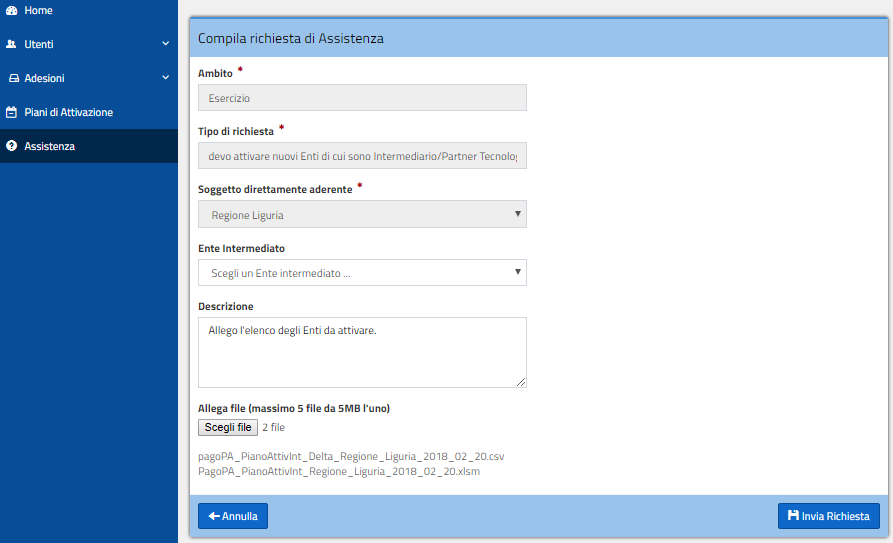 Home
Utenti
Adesioni
Piani di Attivazione
Assistenza
Compila richiesta di Assistenza
Ambito *
Esercizio
Tipo di richiesta *
devo attivare nuovi Enti di cui sono Intermediario/Partner Tecnolog
Soggetto direttamente aderente *
Regione Liguria
Ente Intermediato
Scegli un Ente intermediato ...
Descrizione
Allego l'elenco degli Enti da attivare.
Allega file (massimo 5 file da 5MB l'uno)
Scegli file 2 file
pagoPA_PianoAttivInt_Delta_Regione_Liguria_2018_02_20.csv
PagoPA_PianoAttivInt_Regione_Liguria_2018_02_20.xlsm
Annulla
Invia Richiesta